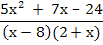 5x² + 7x – 24
(x – 8)(2 + x)